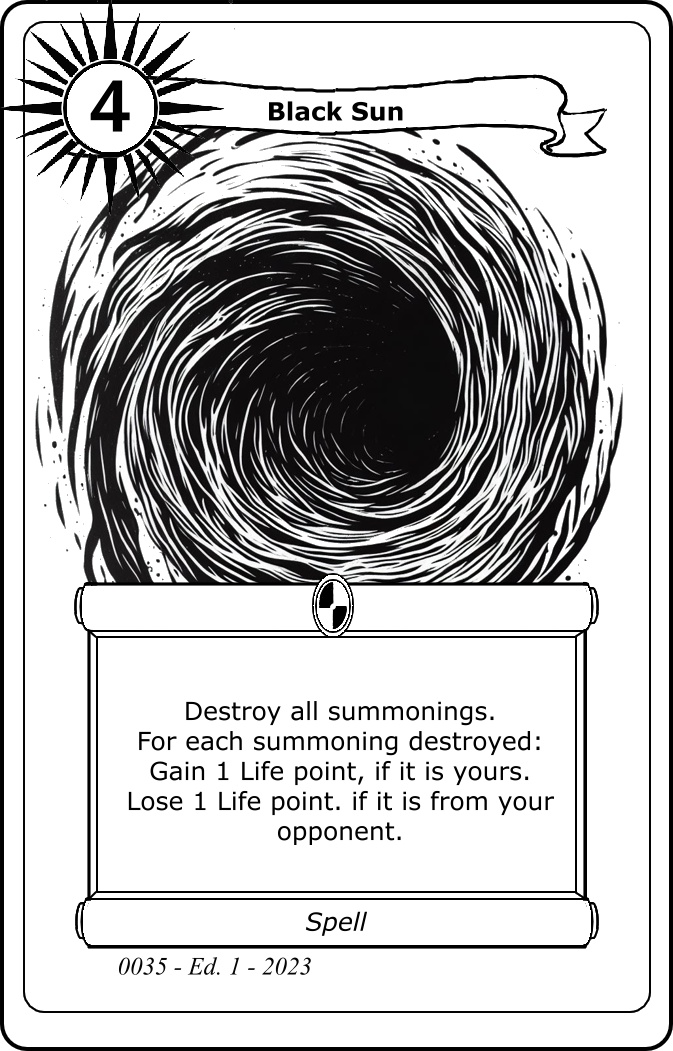 4
Black Sun
Destroy all summonings.
For each summoning destroyed:
Gain 1 Life point, if it is yours.
Lose 1 Life point. if it is from your
opponent.
Spell
0035 - Ed. 1 - 2023